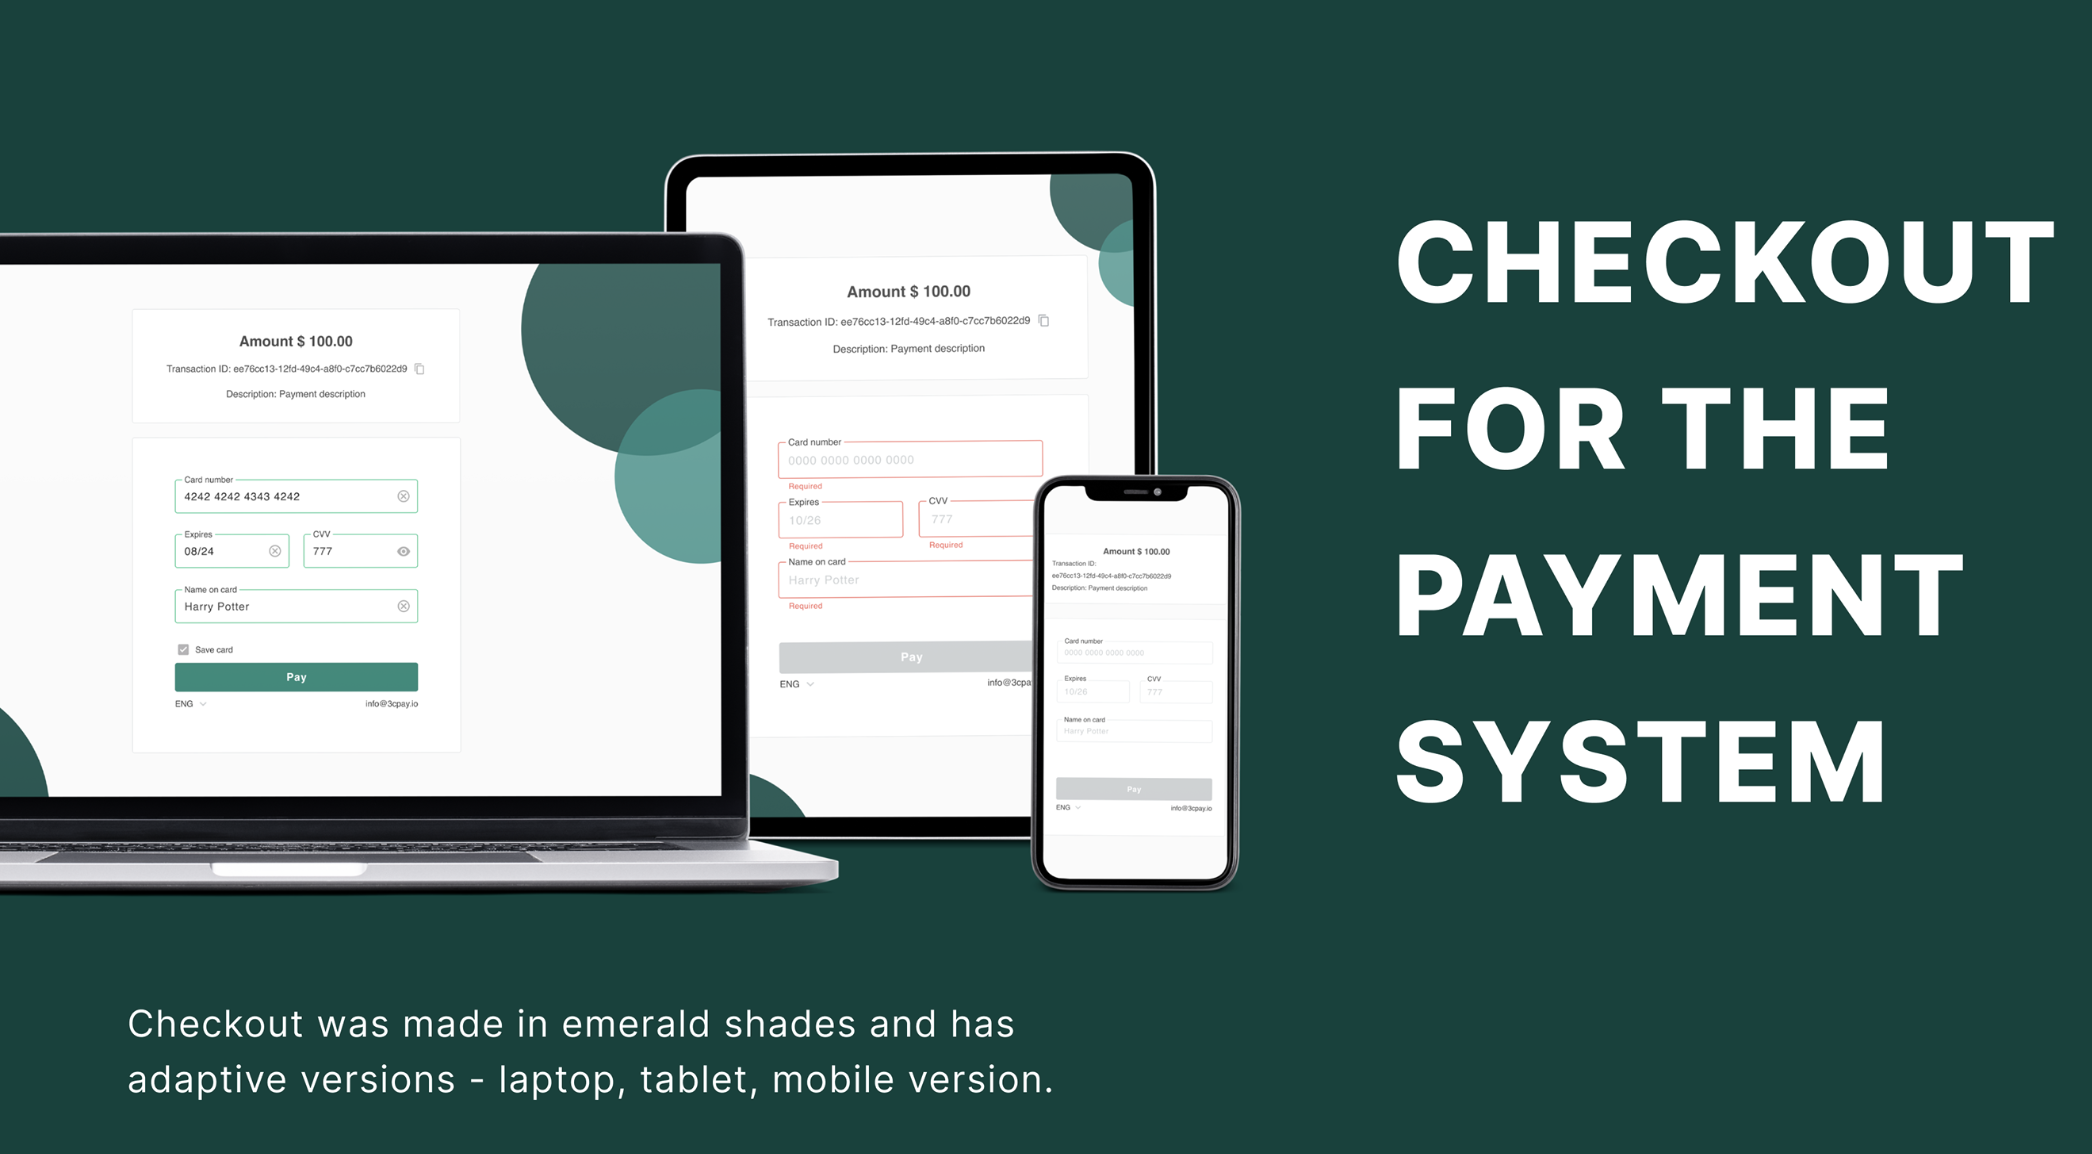 CHECKOUT
FOR THE
PAYMENT
SYSTEM
Amount $ 100.00
Transaction ID: ee76cc13-12fd-49c4-a8f0-c7cc7b6022d9
Description: Payment description
Card number
4242 4242 4343 4242
Expires
08/24
CVV
777
Name on card
Harry Potter
Save card
Pay
ENG
info@3cpay.io
Amount $ 100.00
Transaction ID: ee76cc13-12fd-49c4-a8f0-c7cc7b6022d9
Description: Payment description
Card number
0000 0000 0000 0000
Required
Expires
10/26
Required
CVV
777
Required
Name on card
Harry Potter
Required
Pay
ENG
info@3cpa
Amount $ 100.00
Transaction ID:
ee76cc13-12fd-49c4-a8f0-c7cc7b6022d9
Description: Payment description
Card number
0000 0000 0000 0000
Expires
10/26
CVV
777
Name on card
Harry Potter
Pay
ENG
info@3cpay.io
Checkout was made in emerald shades and has
adaptive versions - laptop, tablet, mobile version.